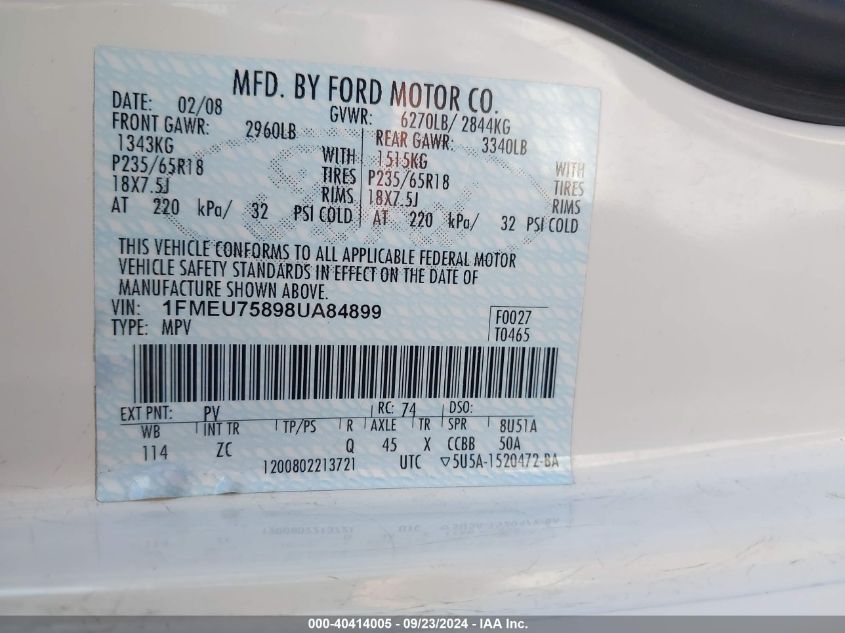 MFD. BY FORD MOTOR CO.
DATE: 02/08 GVWR: 6270LB/ 2844KG
FRONT GAWR: 2960LB REAR GAWR: 3340LB
1343KG WITH 1515KG WITH
P235/65R18 TIRES P235/65R18 TIRES
18X7.5J RIMS 18X7.5J RIMS
AT 220 kPa/ 32 PSI COLD AT 220 kPa/ 32 PSI COLD
THIS VEHICLE CONFORMS TO ALL APPLICABLE FEDERAL MOTOR
VEHICLE SAFETY STANDARDS IN EFFECT ON THE DATE OF
MANUFACTURE SHOWN ABOVE.
VIN: 1FMEU75898UA84899 F0027
TYPE: MPV T0465
EXT PNT: PV RC: 74 DSO:
WB INT TR TP/PS R AXLE TR SPR 8U51A
114 ZC Q 45 X CCBB 50A
1200802213721 UTC ▽5U5A-1520472-BA
000-40414005 - 09/23/2024 - IAA Inc.